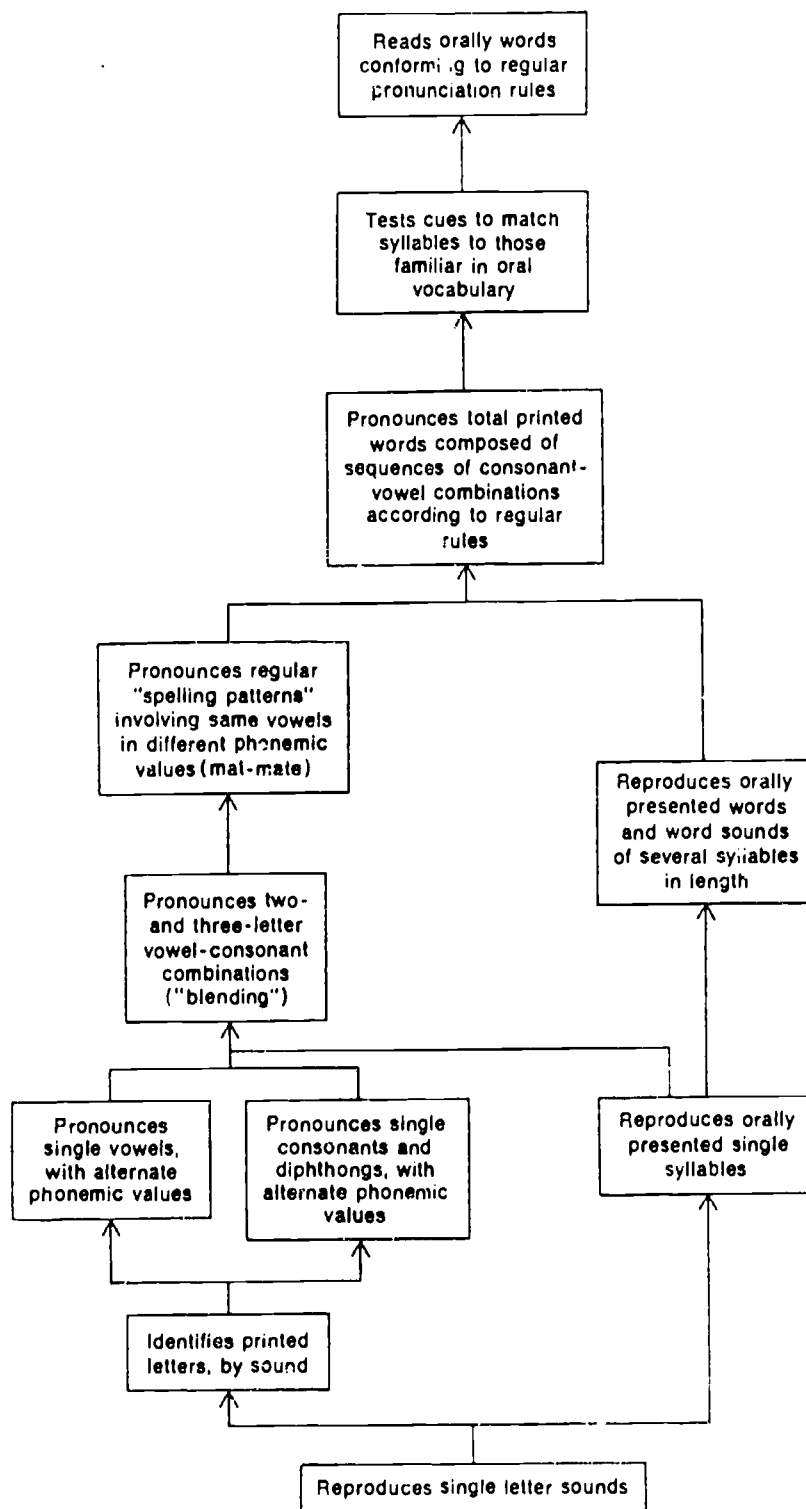 Reads orally words
conforming to regular
pronunciation rules
Tests cues to match
syllables to those
familiar in oral
vocabulary
Pronounces total printed
words composed of
sequences of consonant-
vowel combinations
according to regular
rules
Pronounces regular
"spelling patterns"
involving same vowels
in different phonemic
values (mat-mate)
Reproduces orally
presented words
and word sounds
of several syllables
in length
Pronounces two-
and three-letter
vowel-consonant
combinations
("blending")
Pronounces
single vowels,
with alternate
phonemic values
Pronounces single
consonants and
diphthongs, with
alternate phonemic
values
Reproduces orally
presented single
syllables
Identifies printed
letters, by sound
Reproduces single letter sounds